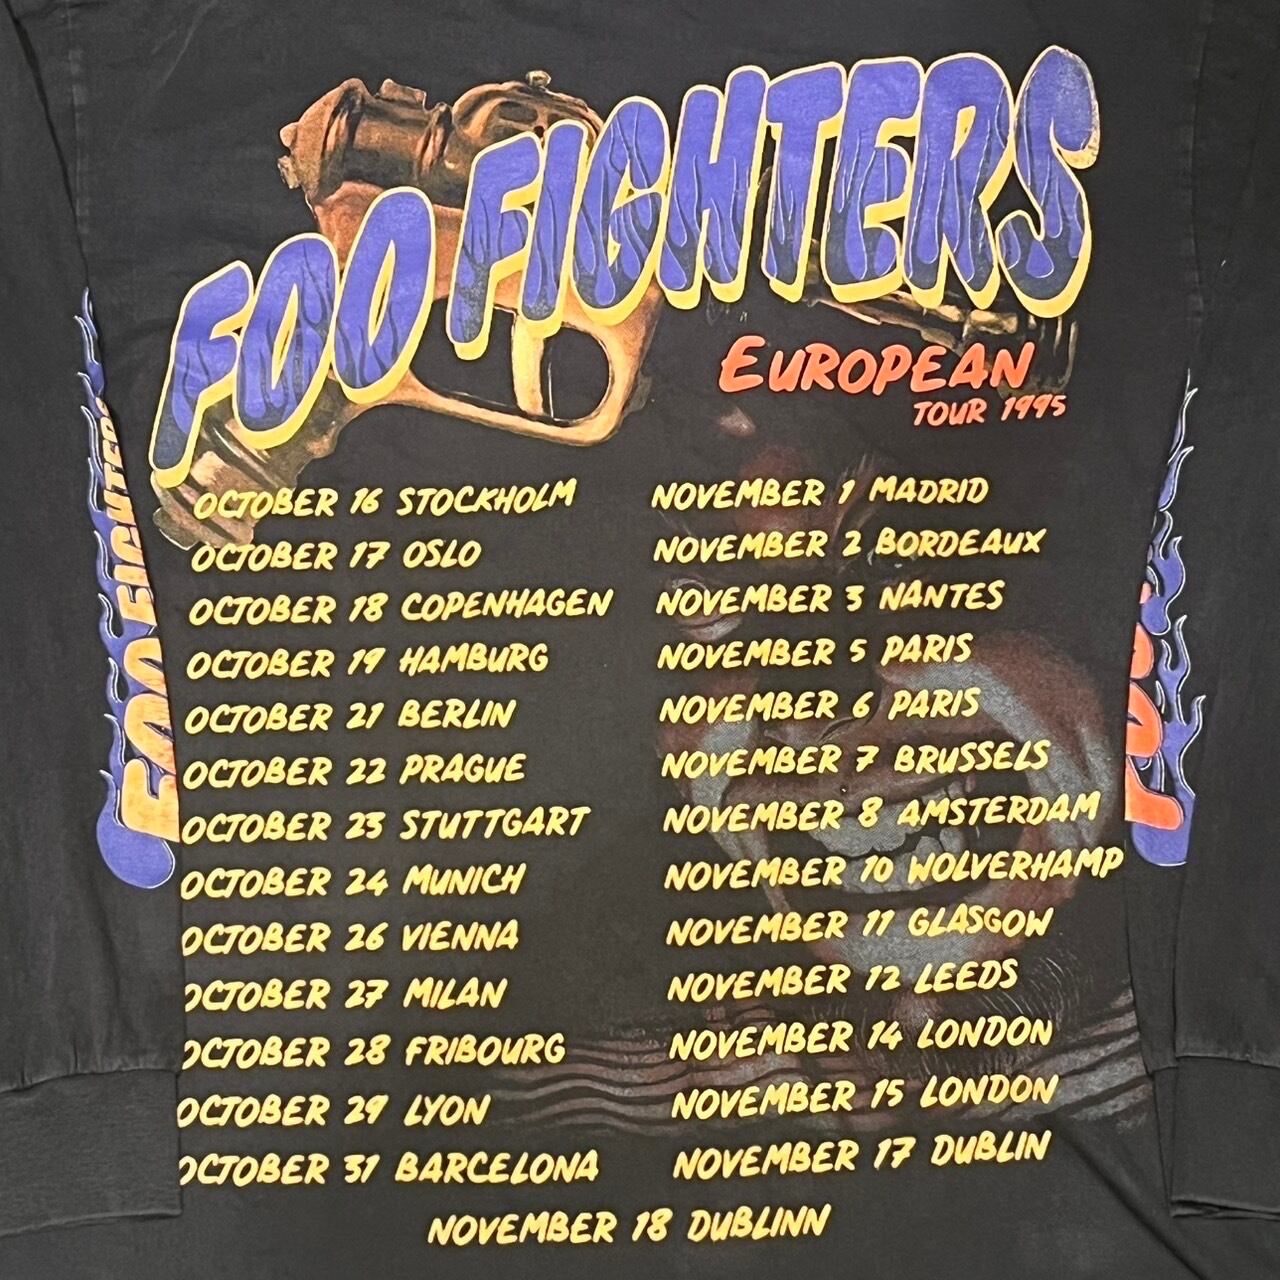 FOO FIGHTERS
EUROPEAN
TOUR 1995
OCTOBER 16 STOCKHOLM
OCTOBER 17 OSLO
OCTOBER 18 COPENHAGEN
OCTOBER 19 HAMBURG
OCTOBER 21 BERLIN
OCTOBER 22 PRAGUE
OCTOBER 23 STUTTGART
OCTOBER 24 MUNICH
OCTOBER 26 VIENNA
OCTOBER 27 MILAN
OCTOBER 28 FRIBOURG
OCTOBER 29 LYON
OCTOBER 31 BARCELONA
NOVEMBER 1 MADRID
NOVEMBER 2 BORDEAUX
NOVEMBER 3 NANTES
NOVEMBER 5 PARIS
NOVEMBER 6 PARIS
NOVEMBER 7 BRUSSELS
NOVEMBER 8 AMSTERDAM
NOVEMBER 10 WOLVERHAMP
NOVEMBER 11 GLASGOW
NOVEMBER 12 LEEDS
NOVEMBER 14 LONDON
NOVEMBER 15 LONDON
NOVEMBER 17 DUBLIN
NOVEMBER 18 DUBLINN
FOO FIGHTERS